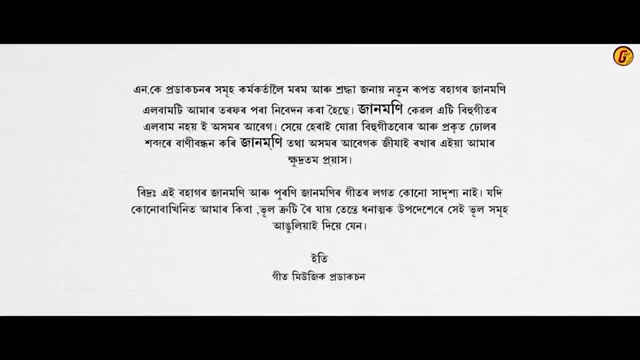 এন.কে প্ৰডাকচনৰ সমূহ কৰ্মকৰ্তালৈ মৰম আৰু শ্ৰদ্ধা জনায় নতুন ৰূপত বহাগৰ জানমণি
এলবামটি আমাৰ তৰফৰ পৰা নিবেদন কৰা হৈছে। জানমণি কেৱল এটি বিহুগীতৰ
এলবাম নহয় ই অসমৰ আবেগ। সেয়ে হেৰাই যোৱা বিহুগীতবোৰ আৰু প্ৰকৃত ঢোলৰ
শব্দৰে বাণীবন্ধন কৰি জানমণি তথা অসমৰ আবেগক জীয়াই ৰখাৰ এইয়া আমাৰ
ক্ষুদ্ৰতম প্ৰয়াস।
বিদ্ৰঃ এই বহাগৰ জানমণি আৰু পুৰণি জানমণিৰ গীতৰ লগত কোনো সাদৃশ্য নাই। যদি
কোনোবাখিনিত আমাৰ কিবা ,ভূল ত্ৰুটি ৰৈ যায় তেন্তে ধনাত্মক উপদেশেৰে সেই ভূল সমূহ
আঙুলিয়াই দিয়ে যেন।
ইতি
গীত মিউজিক প্ৰডাকচন
G